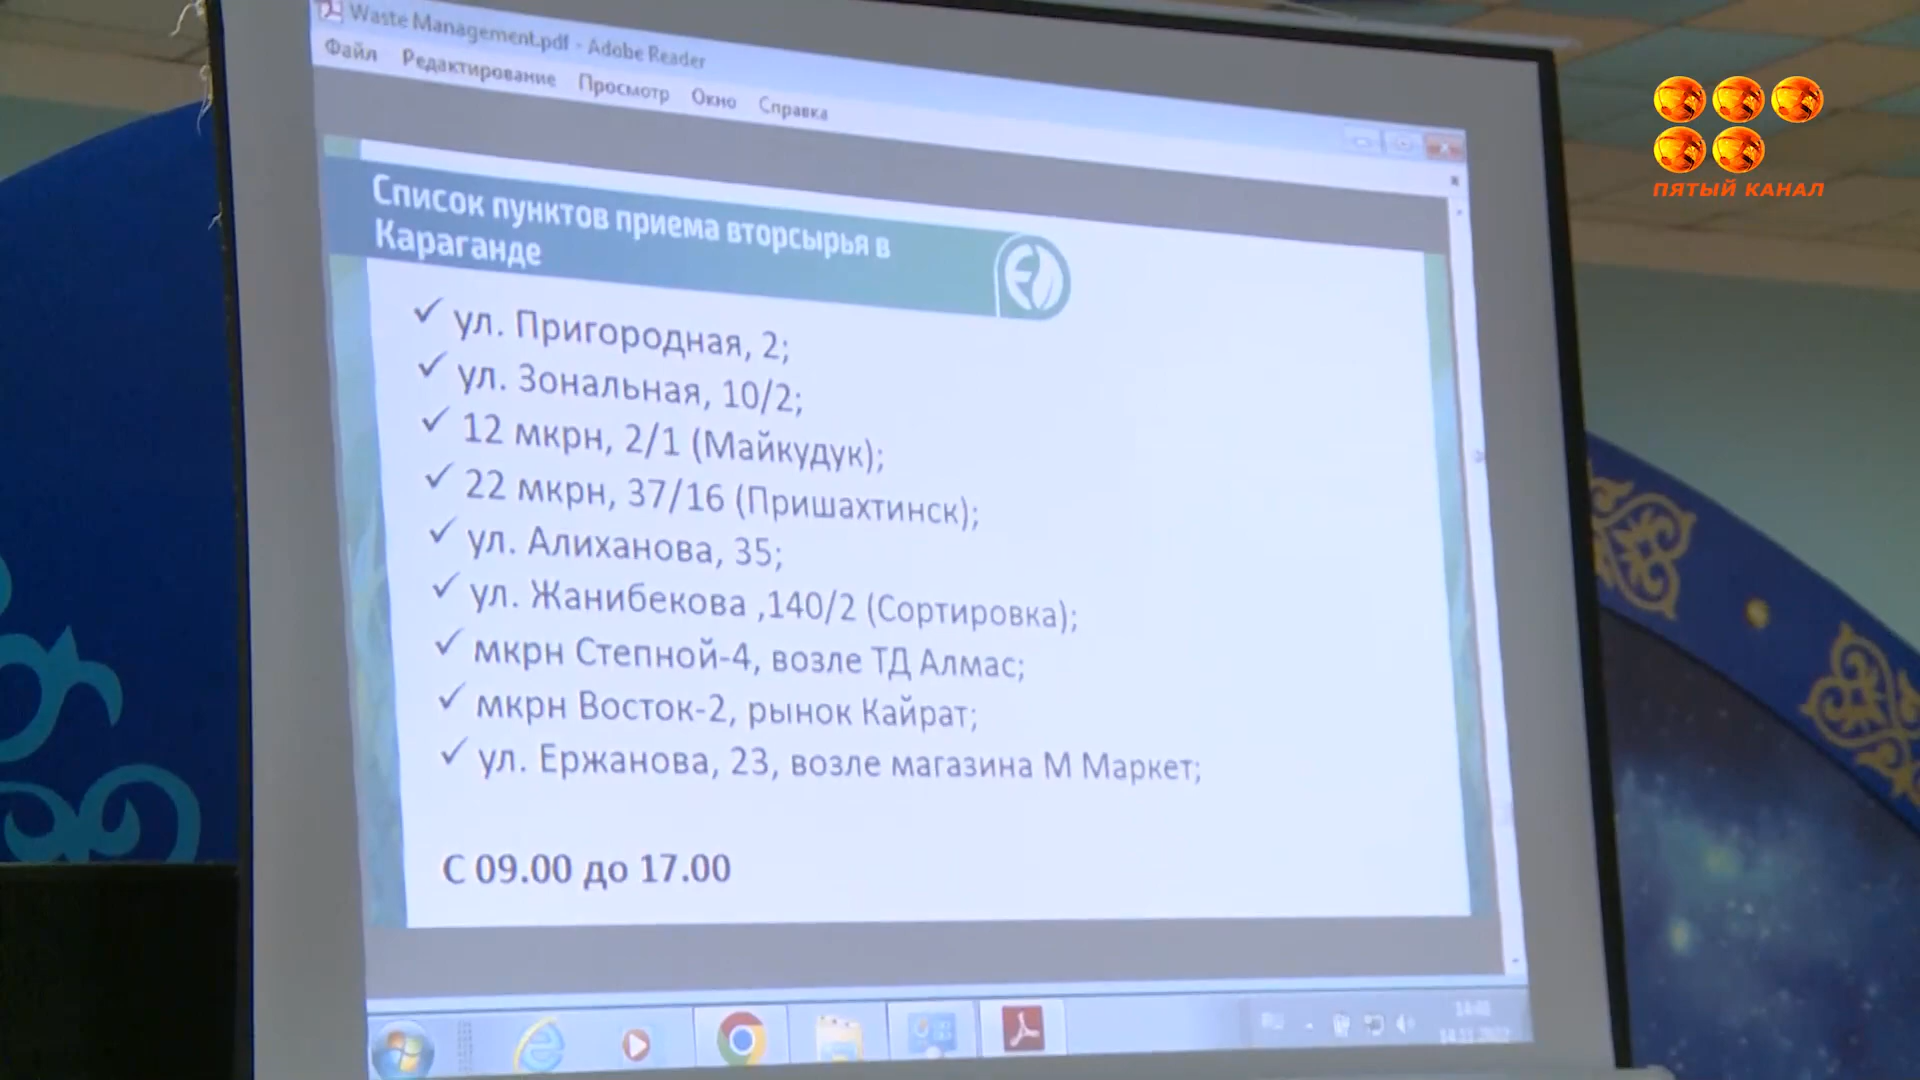 Waste Management.pdf - Adobe Reader
Файл Редактирование Просмотр Окно Справка
ПЯТЫЙ КАНАЛ
Список пунктов приема вторсырья в
Караганде
✓ ул. Пригородная, 2;
✓ ул. Зональная, 10/2;
✓ 12 мкрн, 2/1 (Майкудук);
✓ 22 мкрн, 37/16 (Пришахтинск);
✓ ул. Алиханова, 35;
✓ ул. Жанибекова ,140/2 (Сортировка);
✓ мкрн Степной-4, возле ТД Алмас;
✓ мкрн Восток-2, рынок Кайрат;
✓ ул. Ержанова, 23, возле магазина М Маркет;
С 09.00 до 17.00
RU